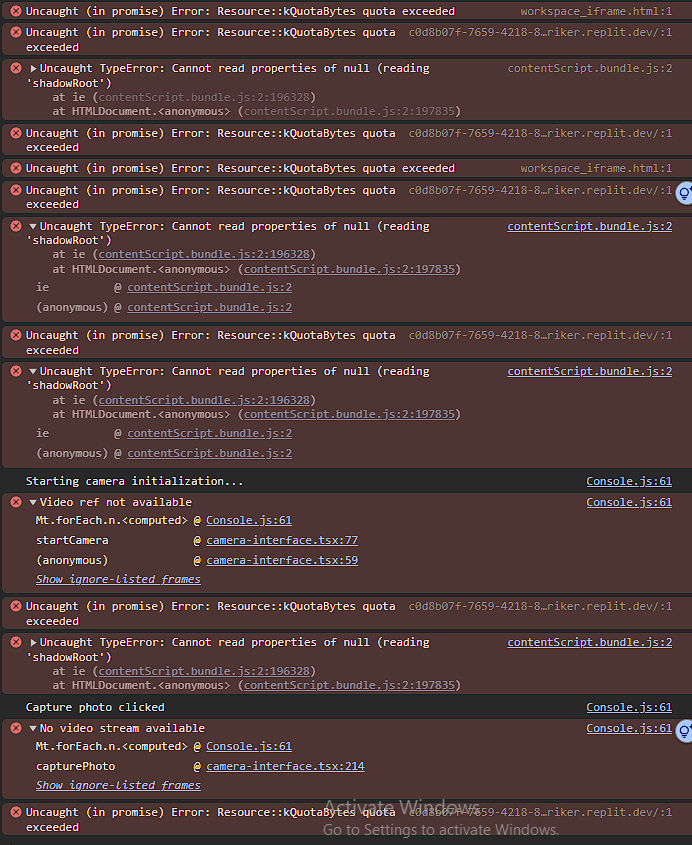 Uncaught (in promise) Error: Resource::kQuotaBytes quota exceeded workspace_iframe.html:1
Uncaught (in promise) Error: Resource::kQuotaBytes quota c0d8b07f-7659-4218-8…riker.replit.dev/:1
exceeded
Uncaught TypeError: Cannot read properties of null (reading contentScript.bundle.js:2
'shadowRoot')
at ie (contentScript.bundle.js:2:196328)
at HTMLDocument.<anonymous> (contentScript.bundle.js:2:197835)
Uncaught (in promise) Error: Resource::kQuotaBytes quota c0d8b07f-7659-4218-8…riker.replit.dev/:1
exceeded
Uncaught (in promise) Error: Resource::kQuotaBytes quota exceeded workspace_iframe.html:1
Uncaught (in promise) Error: Resource::kQuotaBytes quota c0d8b07f-7659-4218-8…riker.replit.dev/:1
exceeded
Uncaught TypeError: Cannot read properties of null (reading contentScript.bundle.js:2
'shadowRoot')
at ie (contentScript.bundle.js:2:196328)
at HTMLDocument.<anonymous> (contentScript.bundle.js:2:197835)
ie @ contentScript.bundle.js:2
(anonymous) @ contentScript.bundle.js:2
Uncaught (in promise) Error: Resource::kQuotaBytes quota c0d8b07f-7659-4218-8…riker.replit.dev/:1
exceeded
Uncaught TypeError: Cannot read properties of null (reading contentScript.bundle.js:2
'shadowRoot')
at ie (contentScript.bundle.js:2:196328)
at HTMLDocument.<anonymous> (contentScript.bundle.js:2:197835)
ie @ contentScript.bundle.js:2
(anonymous) @ contentScript.bundle.js:2
Starting camera initialization... Console.js:61
Video ref not available Console.js:61
Mt.forEach.n.<computed> @ Console.js:61
startCamera @ camera-interface.tsx:77
(anonymous) @ camera-interface.tsx:59
Show ignore-listed frames
Uncaught (in promise) Error: Resource::kQuotaBytes quota c0d8b07f-7659-4218-8…riker.replit.dev/:1
exceeded
Uncaught TypeError: Cannot read properties of null (reading contentScript.bundle.js:2
'shadowRoot')
at ie (contentScript.bundle.js:2:196328)
at HTMLDocument.<anonymous> (contentScript.bundle.js:2:197835)
Capture photo clicked Console.js:61
No video stream available Console.js:61
Mt.forEach.n.<computed> @ Console.js:61
capturePhoto @ camera-interface.tsx:214
Show ignore-listed frames
Activate Windows
Uncaught (in promise) Error: Resource::kQuotaBytes quota c0d8b07f-7659-4218-8…riker.replit.dev/:1
exceeded
Go to Settings to activate Windows.